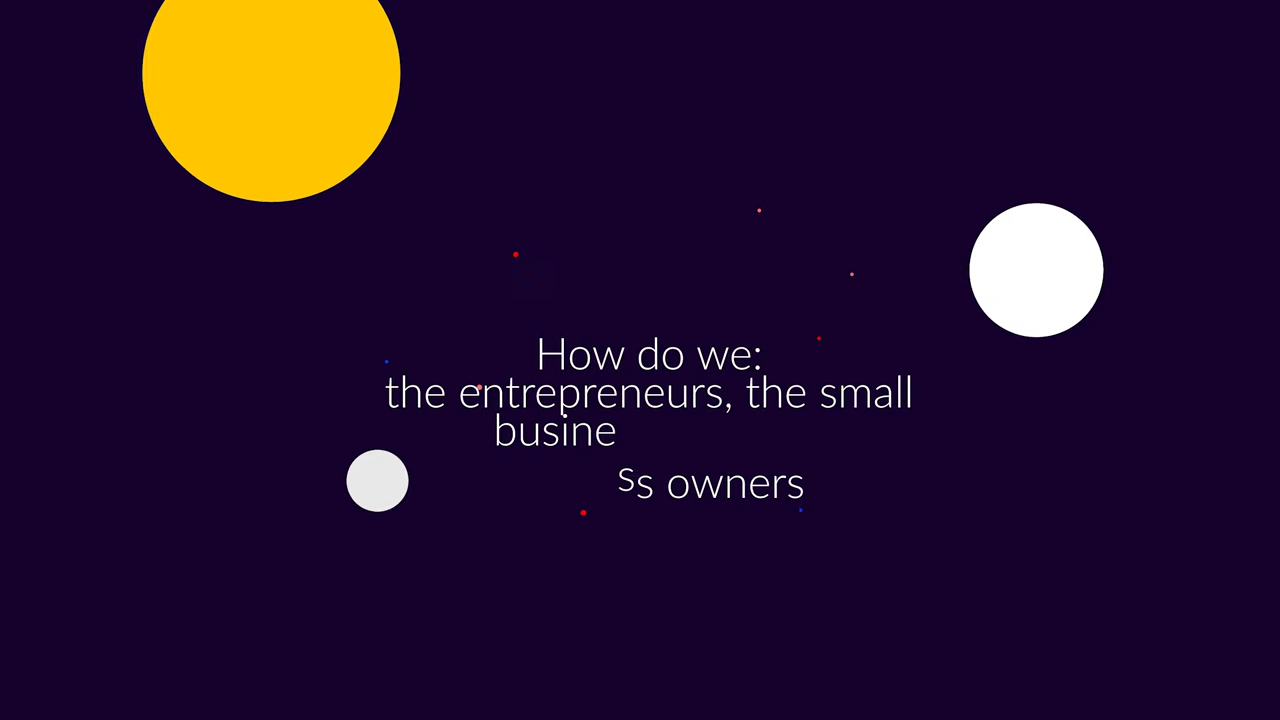 How do we:
the entrepreneurs, the small
busine
ss owners